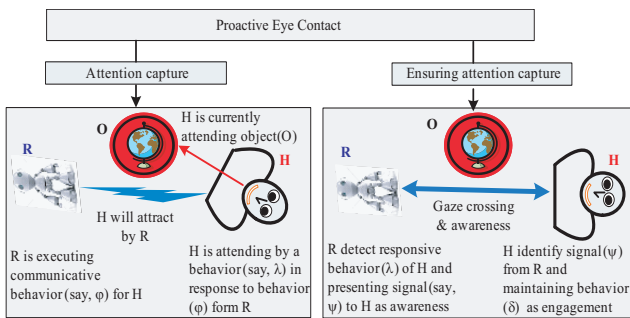 Proactive Eye Contact
Attention capture
Ensuring attention capture
H is currently
attending object(O)
O
R
H
H will attract
by R
R is executing
communicative
behavior(say, φ) for H
H is attending by a
behavior(say, λ) in
response to behavior
(φ) form R
O
R
H
Gaze crossing
& awareness
R detect responsive
behavior(λ) of H and
presenting signal(say,
ψ) to H as awareness
H identify signal(ψ)
from R and
maintaining behavior
(δ) as engagement